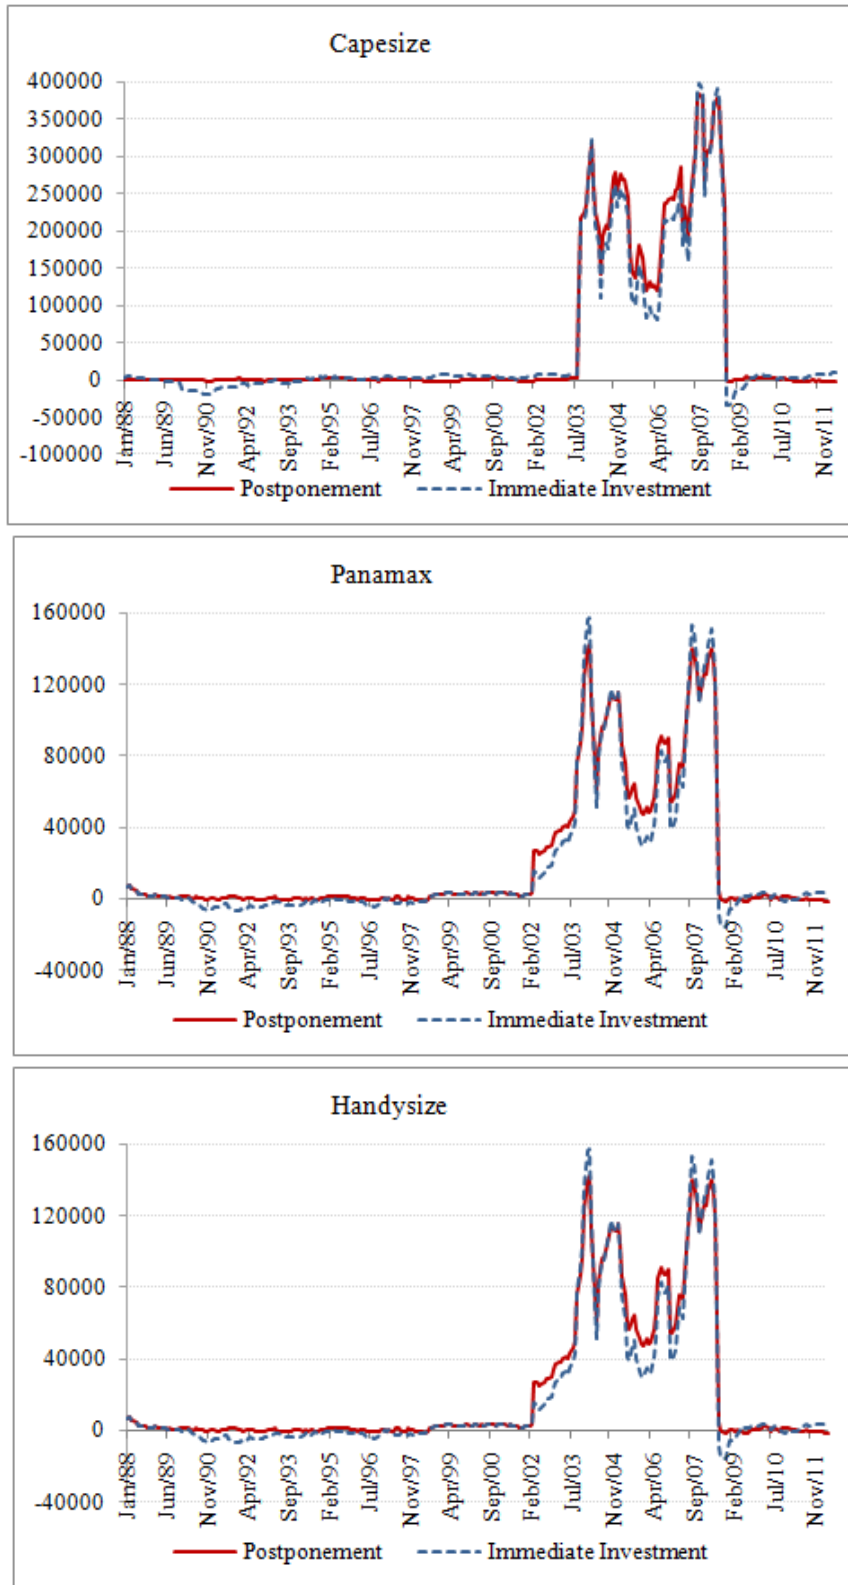 Capesize
400000
350000
300000
250000
200000
150000
100000
50000
0
-50000
-100000
Jan/88 Jun/89 Nov/90 Apr/92 Sep/93 Feb/95 Jul/96 Nov/97 Apr/99 Sep/00 Feb/02 Jul/03 Nov/04 Apr/06 Sep/07 Feb/09 Jul/10 Nov/11
Postponement Immediate Investment
Panamax
160000
120000
80000
40000
0
-40000
Jan/88 Jun/89 Nov/90 Apr/92 Sep/93 Feb/95 Jul/96 Nov/97 Apr/99 Sep/00 Feb/02 Jul/03 Nov/04 Apr/06 Sep/07 Feb/09 Jul/10 Nov/11
Postponement Immediate Investment
Handysize
160000
120000
80000
40000
0
-40000
Jan/88 Jun/89 Nov/90 Apr/92 Sep/93 Feb/95 Jul/96 Nov/97 Apr/99 Sep/00 Feb/02 Jul/03 Nov/04 Apr/06 Sep/07 Feb/09 Jul/10 Nov/11
Postponement Immediate Investment